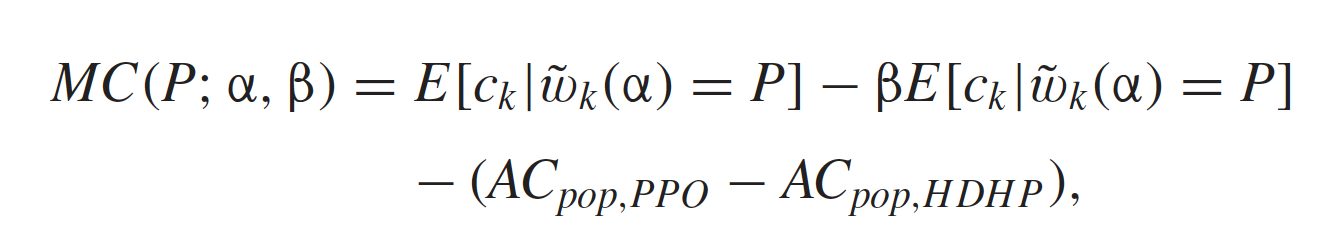 MC(P; α, β) = E[c_k|w̃_k(α) = P] − βE[c_k|w̃_k(α) = P]
− (AC_{pop,PPO} − AC_{pop,HDHP}),